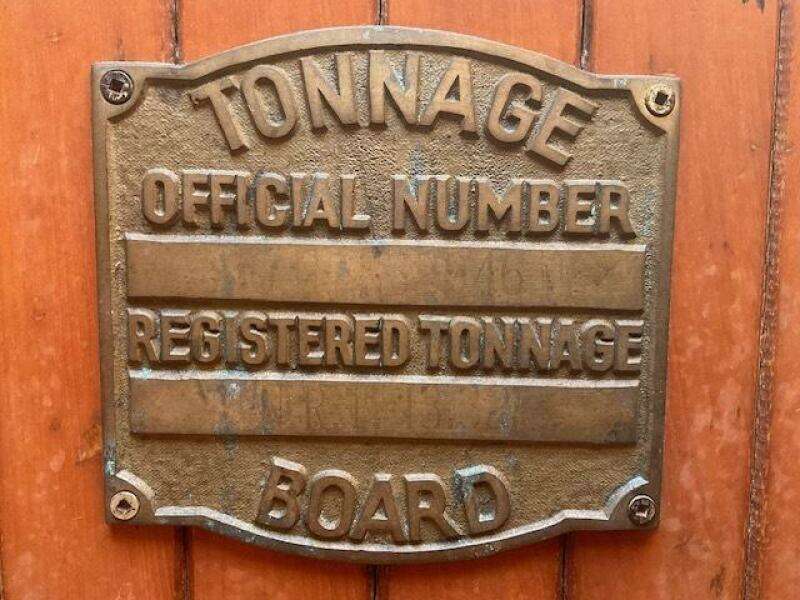 TONNAGE
OFFICIAL NUMBER
REGISTERED TONNAGE
BOARD